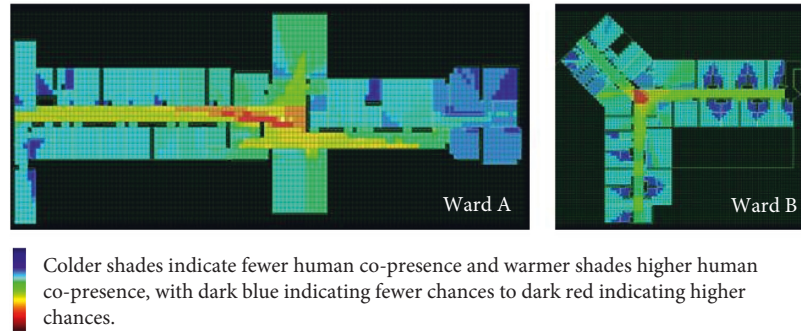 Ward A
Ward B
Colder shades indicate fewer human co-presence and warmer shades higher human
co-presence, with dark blue indicating fewer chances to dark red indicating higher
chances.